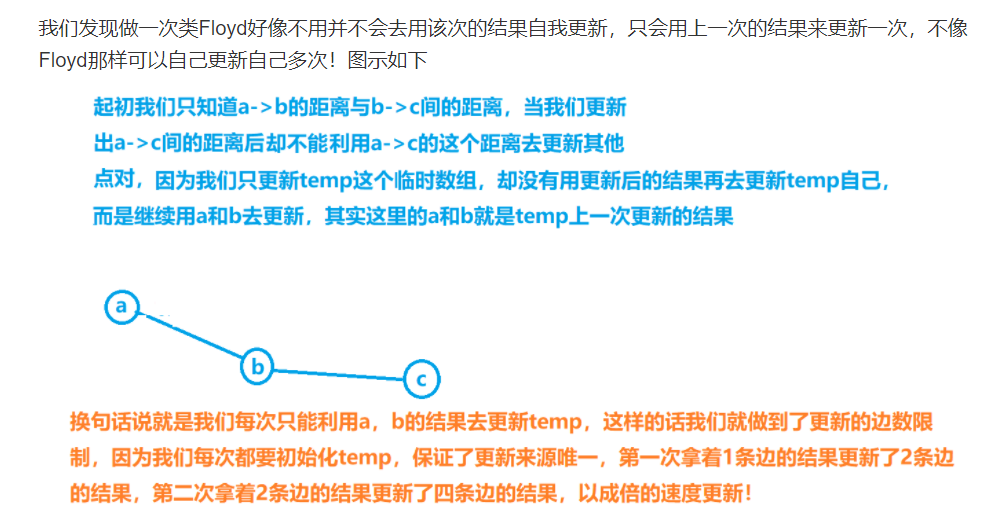 我们发现做一次类Floyd好像不用并不会去用该次的结果自我更新，只会用上一次的结果来更新一次，不像
Floyd那样可以自己更新自己多次！图示如下
起初我们只知道a->b的距离与b->c间的距离，当我们更新
出a->c间的距离后却不能利用a->c的这个距离去更新其他
点对，因为我们只更新temp这个临时数组，却没有用更新后的结果再去更新temp自己，
而是继续用a和b去更新，其实这里的a和b就是temp上一次更新的结果
a
b
c
换句话说就是我们每次只能利用a，b的结果去更新temp，这样的话我们就做到了更新的边数限
制，因为我们每次都要初始化temp，保证了更新来源唯一，第一次拿着1条边的结果更新了2条边
的结果，第二次拿着2条边的结果更新了四条边的结果，以成倍的速度更新！